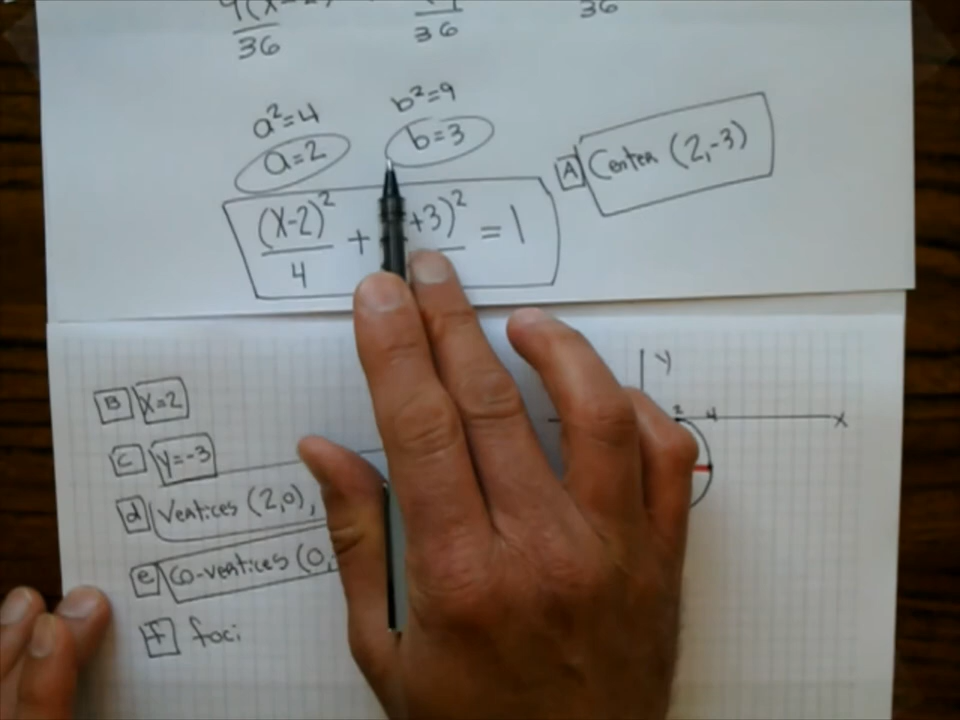 36 36 36
a²=4 b²=9
a=2 b=3
A Center (2,-3)
(x-2)² + +3)² = 1
4
B x=2
C y=-3
d Vertices (2,0),
e Co-vertices (0,
f foci
y
2 4 x